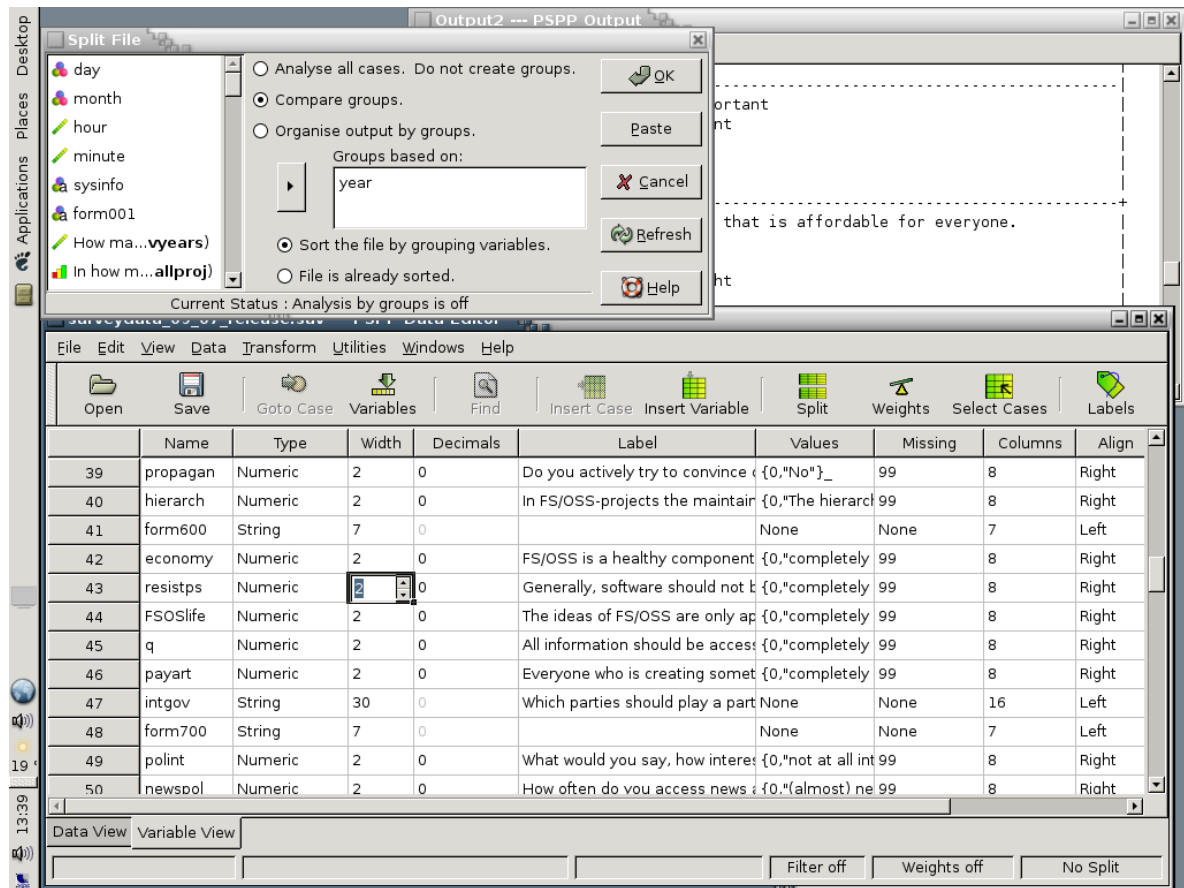 Desktop
Places
Applications
19 °
13:39
Output2 --- PSPP Output
Split File
day
month
hour
minute
sysinfo
form001
How ma...vyears)
In how m...allproj)
Analyse all cases. Do not create groups.
Compare groups.
Organise output by groups.
Groups based on:
year
Sort the file by grouping variables.
File is already sorted.
OK
Paste
Cancel
Refresh
Help
Current Status : Analysis by groups is off
ortant
nt
that is affordable for everyone.
ht
surveydata_09_07_release.sav --- PSPP Data Editor
File Edit View Data Transform Utilities Windows Help
Open Save Goto Case Variables Find Insert Case Insert Variable Split Weights Select Cases Labels
Name Type Width Decimals Label Values Missing Columns Align
39 propagan Numeric 2 0 Do you actively try to convince {0,"No"}_ 99 8 Right
40 hierarch Numeric 2 0 In FS/OSS-projects the maintain {0,"The hierarch 99 8 Right
41 form600 String 7 0 None None 7 Left
42 economy Numeric 2 0 FS/OSS is a healthy component {0,"completely 99 8 Right
43 resistps Numeric 2 0 Generally, software should not b {0,"completely 99 8 Right
44 FSOSlife Numeric 2 0 The ideas of FS/OSS are only ap {0,"completely 99 8 Right
45 q Numeric 2 0 All information should be access {0,"completely 99 8 Right
46 payart Numeric 2 0 Everyone who is creating somet {0,"completely 99 8 Right
47 intgov String 30 0 Which parties should play a part None None 16 Left
48 form700 String 7 0 None None 7 Left
49 polint Numeric 2 0 What would you say, how interes {0,"not at all int 99 8 Right
50 newspol Numeric 2 0 How often do you access news a {0,"(almost) ne 99 8 Right
Data View Variable View
Filter off Weights off No Split